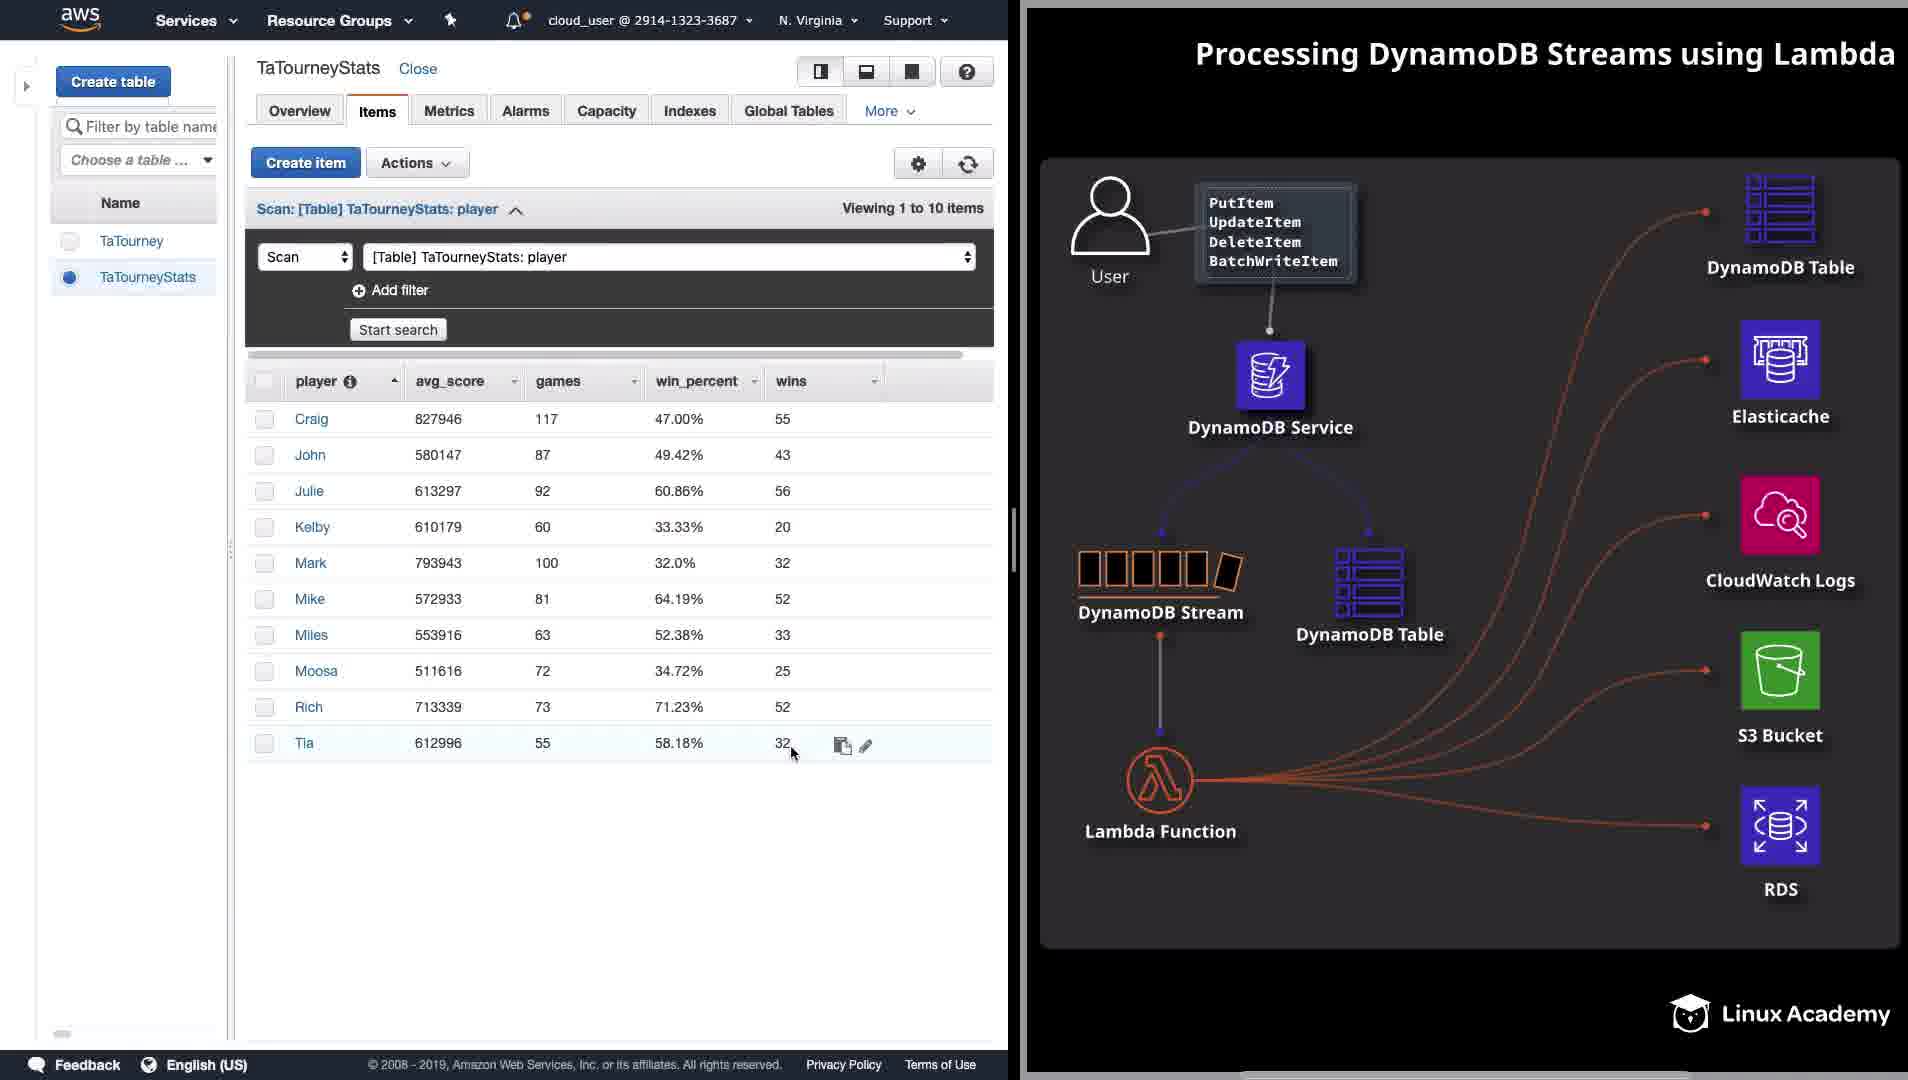 aws
Services
Resource Groups
cloud_user @ 2914-1323-3687
N. Virginia
Support
Create table
Filter by table name
Choose a table ...
Name
TaTourney
TaTourneyStats
TaTourneyStats Close
Overview Items Metrics Alarms Capacity Indexes Global Tables More
Create item Actions
Scan: [Table] TaTourneyStats: player
Viewing 1 to 10 items
Scan
[Table] TaTourneyStats: player
Add filter
Start search
player avg_score games win_percent wins
Craig 827946 117 47.00% 55
John 580147 87 49.42% 43
Julie 613297 92 60.86% 56
Kelby 610179 60 33.33% 20
Mark 793943 100 32.0% 32
Mike 572933 81 64.19% 52
Miles 553916 63 52.38% 33
Moosa 511616 72 34.72% 25
Rich 713339 73 71.23% 52
Tia 612996 55 58.18% 32
Feedback
English (US)
© 2008 - 2019, Amazon Web Services, Inc. or its affiliates. All rights reserved.
Privacy Policy
Terms of Use
Processing DynamoDB Streams using Lambda
User
PutItem
UpdateItem
DeleteItem
BatchWriteItem
DynamoDB Service
DynamoDB Stream
DynamoDB Table
Lambda Function
DynamoDB Table
Elasticache
CloudWatch Logs
S3 Bucket
RDS
Linux Academy